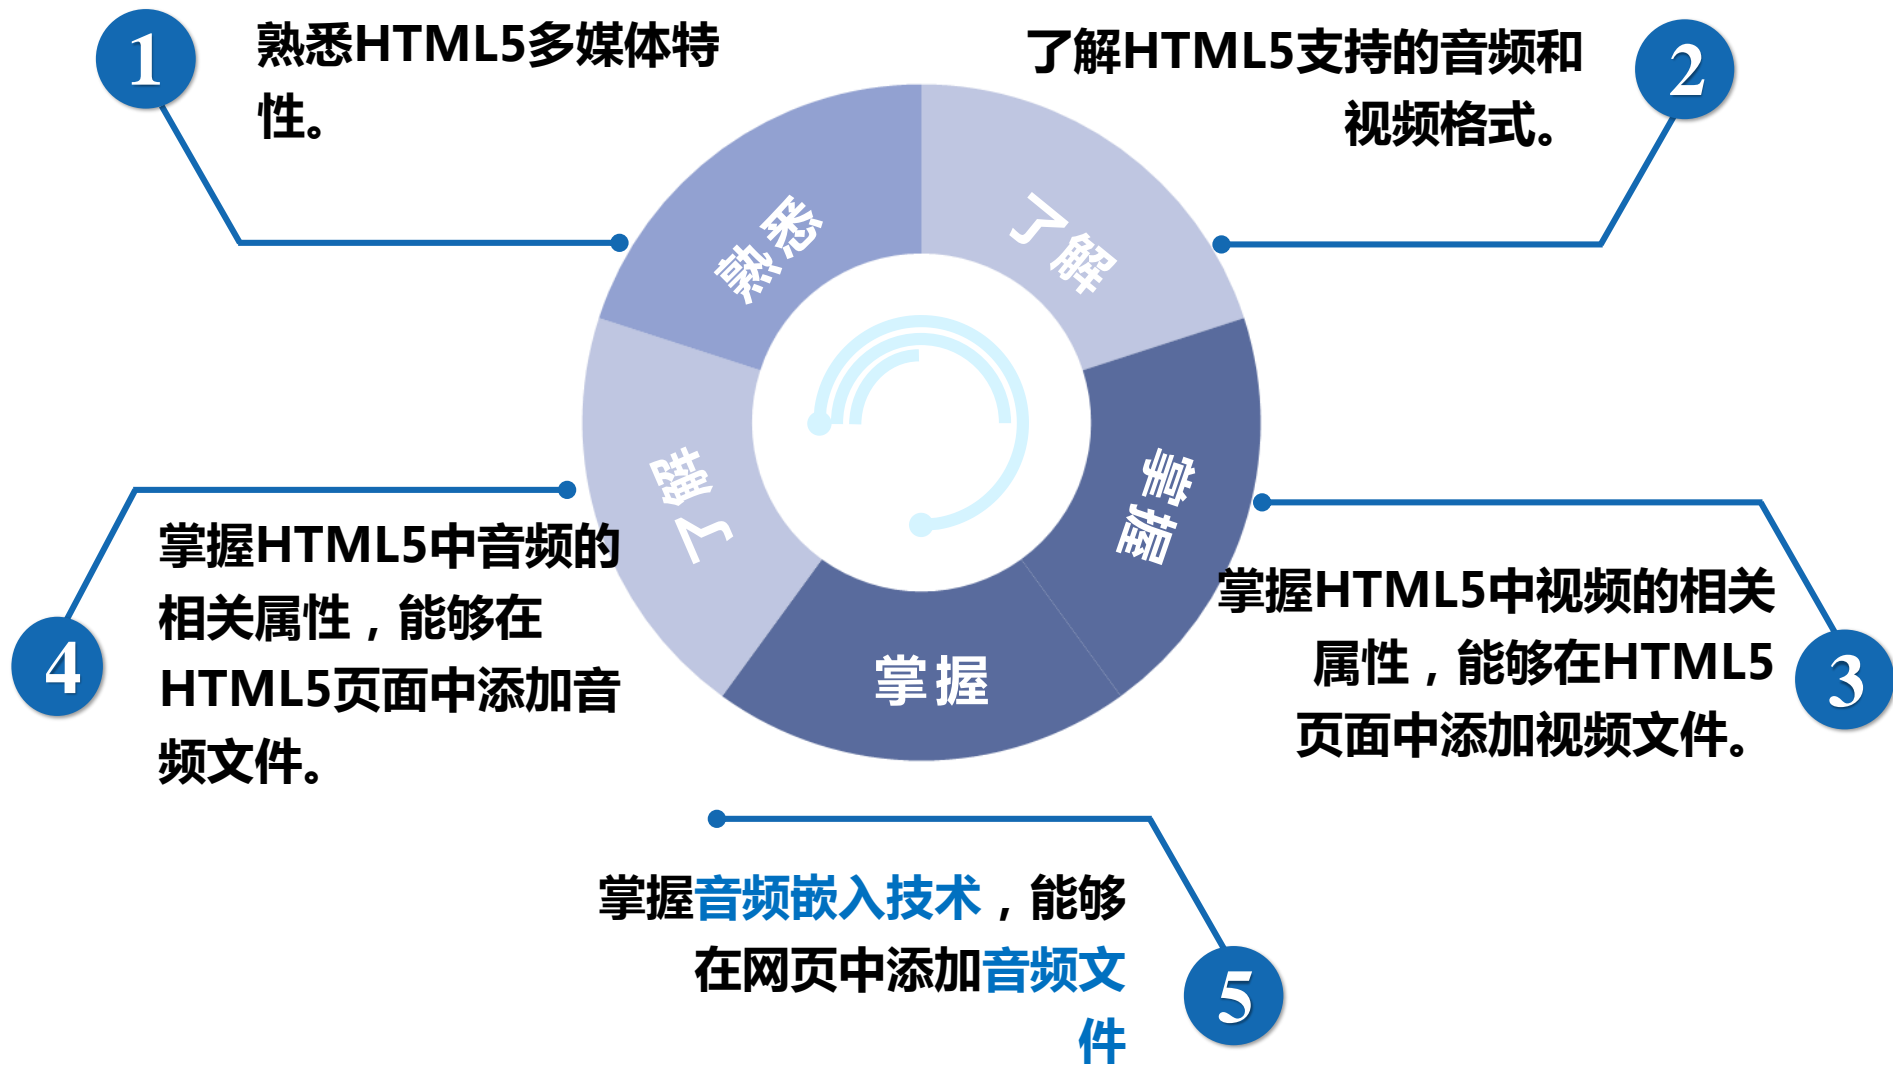 1
熟悉HTML5多媒体特
性。
了解HTML5支持的音频和
视频格式。
2
熟悉
了解
掌握
掌握
了解
掌握HTML5中视频的相关
属性，能够在HTML5
页面中添加视频文件。
3
掌握HTML5中音频的
相关属性，能够在
HTML5页面中添加音
频文件。
4
掌握音频嵌入技术，能够
在网页中添加音频文
件
5